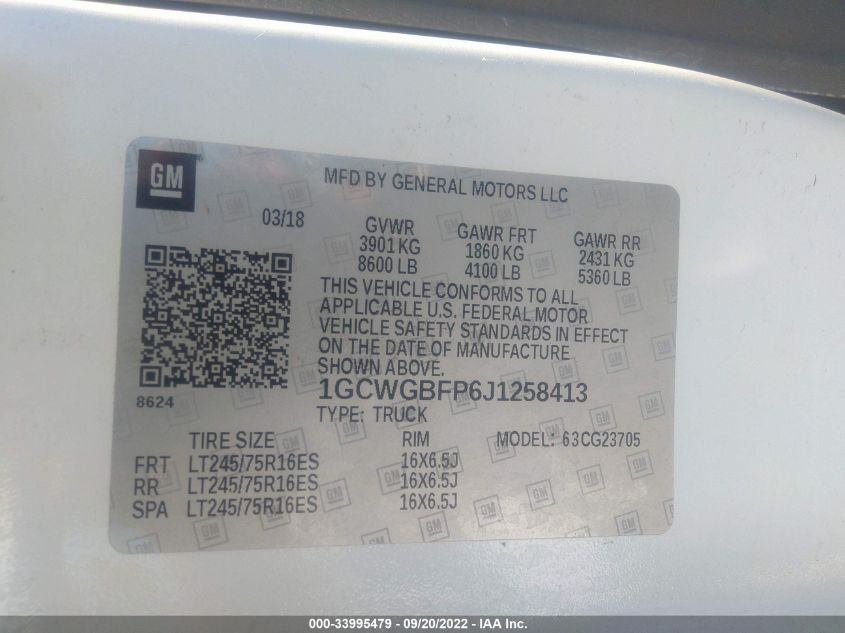 GM
MFD BY GENERAL MOTORS LLC
03/18
GVWR GAWR FRT GAWR RR
3901 KG 1860 KG 2431 KG
8600 LB 4100 LB 5360 LB
THIS VEHICLE CONFORMS TO ALL
APPLICABLE U.S. FEDERAL MOTOR
VEHICLE SAFETY STANDARDS IN EFFECT
ON THE DATE OF MANUFACTURE
SHOWN ABOVE.
8624
1GCWGBFP6J1258413
TYPE: TRUCK
TIRE SIZE RIM MODEL: 63CG23705
FRT LT245/75R16ES 16X6.5J
RR LT245/75R16ES 16X6.5J
SPA LT245/75R16ES 16X6.5J
000-33995479 - 09/20/2022 - IAA Inc.